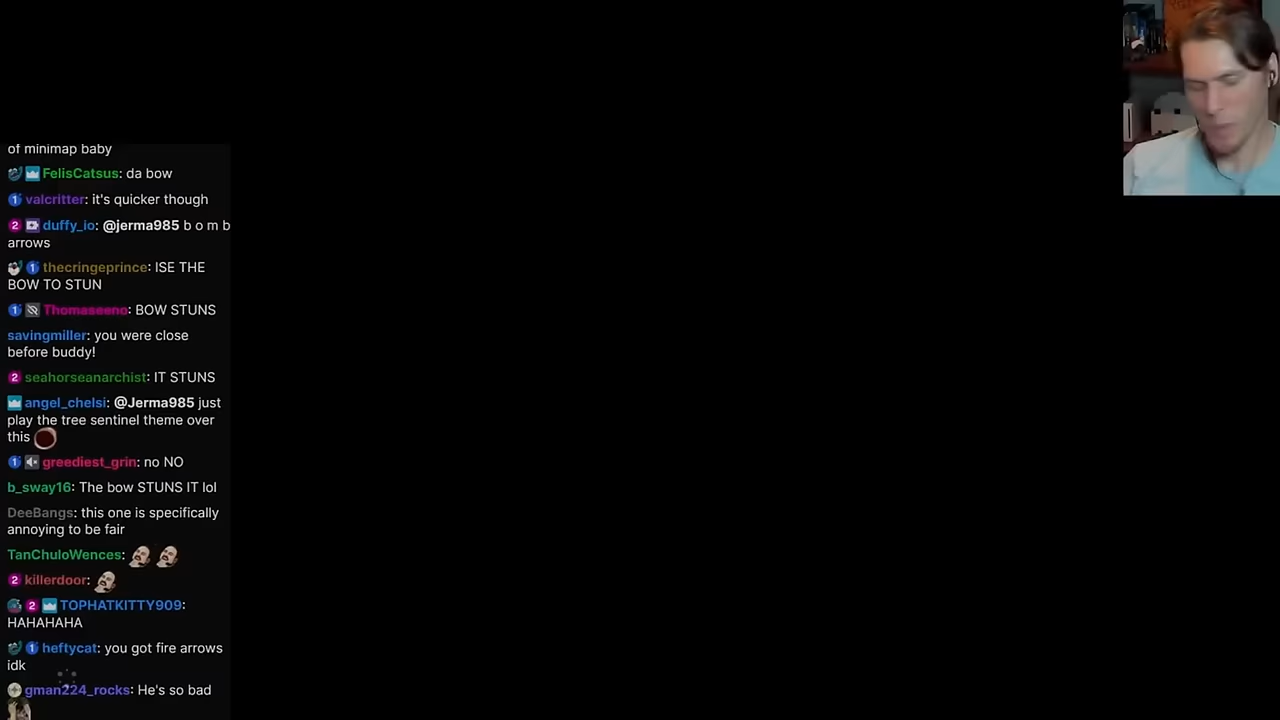 of minimap baby
FelisCatsus: da bow
1 valcritter: it's quicker though
2 duffy_io: @jerma985 b o m b
arrows
1 thecringeprince: ISE THE
BOW TO STUN
1 Thomaseeno: BOW STUNS
savingmiller: you were close
before buddy!
2 seahorseanarchist: IT STUNS
angel_chelsi: @Jerma985 just
play the tree sentinel theme over
this
1 greediest_grin: no NO
b_sway16: The bow STUNS IT lol
DeeBangs: this one is specifically
annoying to be fair
TanChuloWences:
2 killerdoor:
2 TOPHATKITTY909:
HAHAHAHA
1 heftycat: you got fire arrows
idk
gman224_rocks: He's so bad